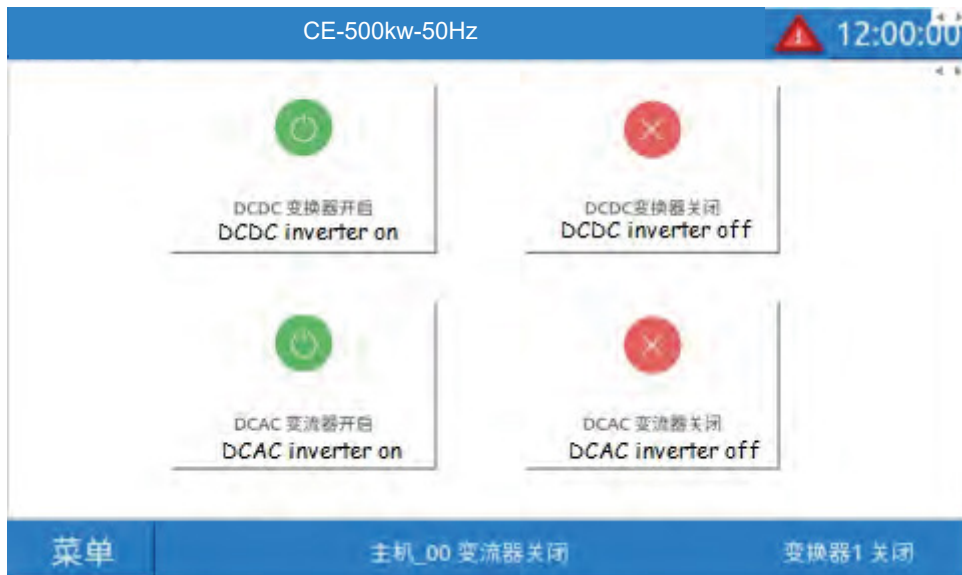 CE-500kw-50Hz
12:00:00
DCDC 变换器开启
DCDC inverter on
DCDC变换器关闭
DCDC inverter off
DCAC 变流器开启
DCAC inverter on
DCAC 变流器关闭
DCAC inverter off
菜单
主机_00 变流器关闭
变换器1 关闭